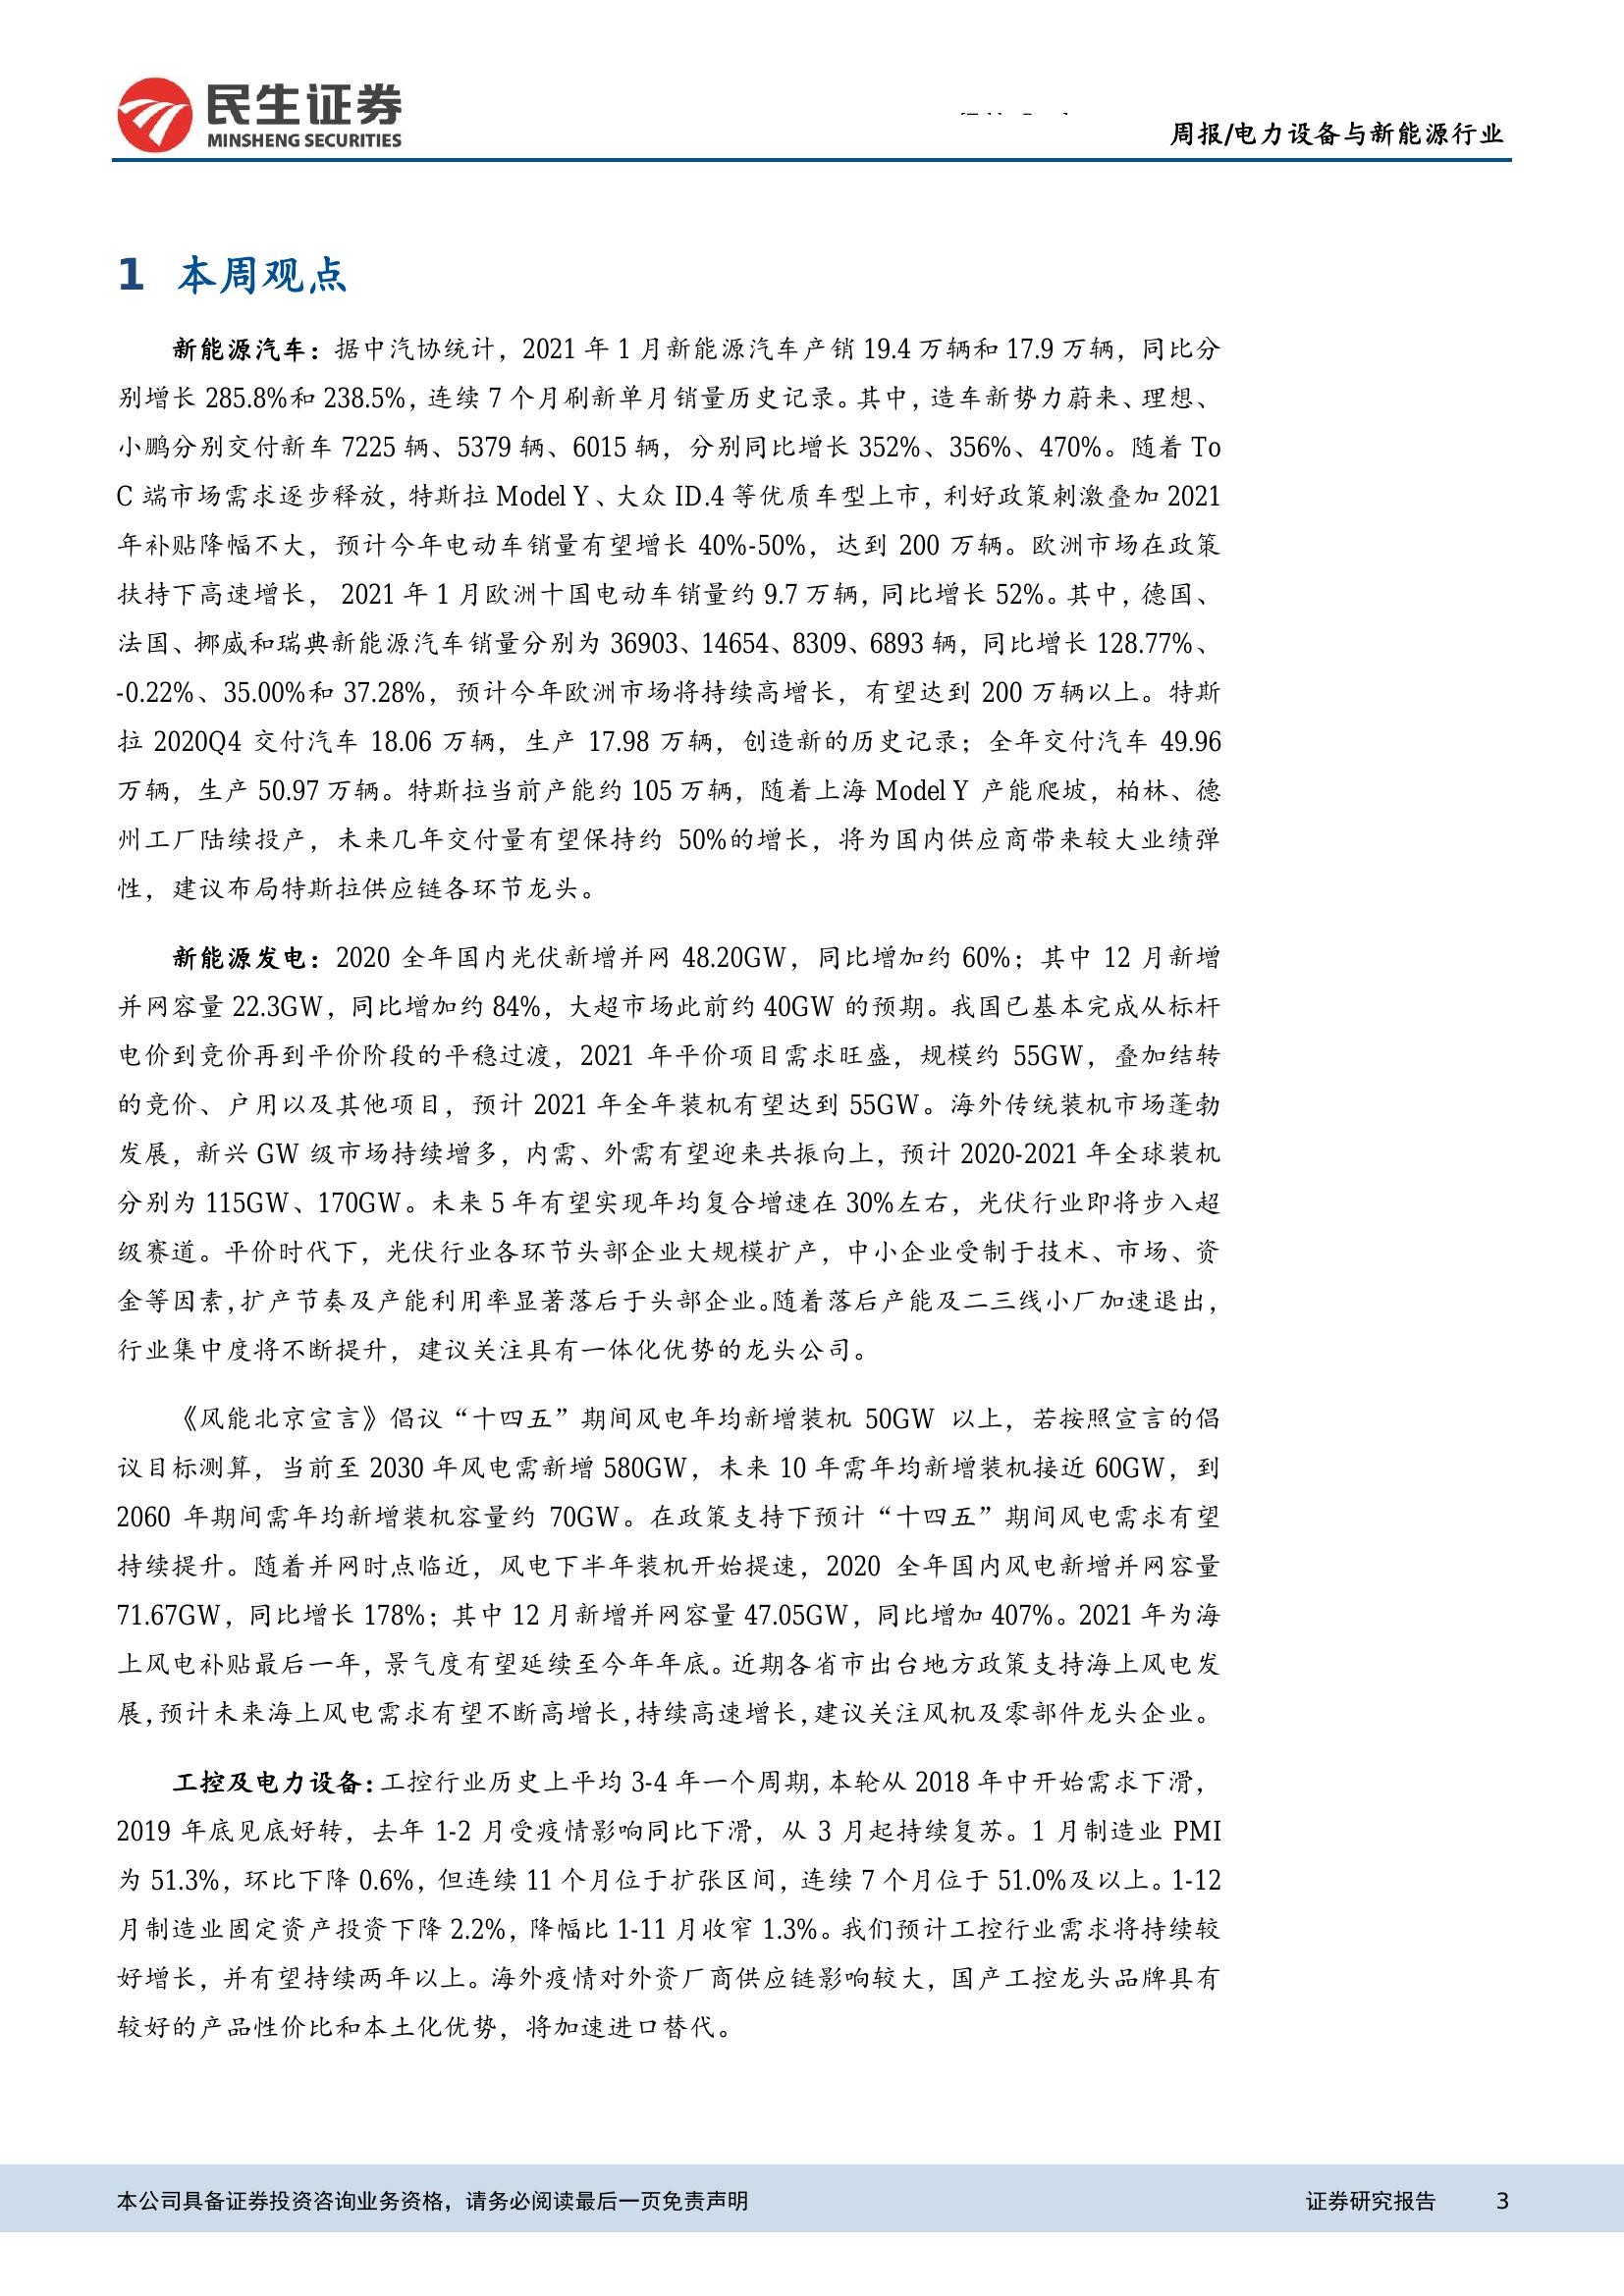 民生证券
MINSHENG SECURITIES
周报/电力设备与新能源行业
1 本周观点
新能源汽车：据中汽协统计，2021 年 1 月新能源汽车产销 19.4 万辆和 17.9 万辆，同比分
别增长 285.8%和 238.5%，连续 7 个月刷新单月销量历史记录。其中，造车新势力蔚来、理想、
小鹏分别交付新车 7225 辆、5379 辆、6015 辆，分别同比增长 352%、356%、470%。随着 To
C 端市场需求逐步释放，特斯拉 Model Y、大众 ID.4 等优质车型上市，利好政策刺激叠加 2021
年补贴降幅不大，预计今年电动车销量有望增长 40%-50%，达到 200 万辆。欧洲市场在政策
扶持下高速增长， 2021 年 1 月欧洲十国电动车销量约 9.7 万辆，同比增长 52%。其中，德国、
法国、挪威和瑞典新能源汽车销量分别为 36903、14654、8309、6893 辆，同比增长 128.77%、
-0.22%、35.00%和 37.28%，预计今年欧洲市场将持续高增长，有望达到 200 万辆以上。特斯
拉 2020Q4 交付汽车 18.06 万辆，生产 17.98 万辆，创造新的历史记录；全年交付汽车 49.96
万辆，生产 50.97 万辆。特斯拉当前产能约 105 万辆，随着上海 Model Y 产能爬坡，柏林、德
州工厂陆续投产，未来几年交付量有望保持约 50%的增长，将为国内供应商带来较大业绩弹
性，建议布局特斯拉供应链各环节龙头。
新能源发电：2020 全年国内光伏新增并网 48.20GW，同比增加约 60%；其中 12 月新增
并网容量 22.3GW，同比增加约 84%，大超市场此前约 40GW 的预期。我国已基本完成从标杆
电价到竞价再到平价阶段的平稳过渡，2021 年平价项目需求旺盛，规模约 55GW，叠加结转
的竞价、户用以及其他项目，预计 2021 年全年装机有望达到 55GW。海外传统装机市场蓬勃
发展，新兴 GW 级市场持续增多，内需、外需有望迎来共振向上，预计 2020-2021 年全球装机
分别为 115GW、170GW。未来 5 年有望实现年均复合增速在 30%左右，光伏行业即将步入超
级赛道。平价时代下，光伏行业各环节头部企业大规模扩产，中小企业受制于技术、市场、资
金等因素，扩产节奏及产能利用率显著落后于头部企业。随着落后产能及二三线小厂加速退出，
行业集中度将不断提升，建议关注具有一体化优势的龙头公司。
《风能北京宣言》倡议“十四五”期间风电年均新增装机 50GW 以上，若按照宣言的倡
议目标测算，当前至 2030 年风电需新增 580GW，未来 10 年需年均新增装机接近 60GW，到
2060 年期间需年均新增装机容量约 70GW。在政策支持下预计“十四五”期间风电需求有望
持续提升。随着并网时点临近，风电下半年装机开始提速，2020 全年国内风电新增并网容量
71.67GW，同比增长 178%；其中 12 月新增并网容量 47.05GW，同比增加 407%。2021 年为海
上风电补贴最后一年，景气度有望延续至今年年底。近期各省市出台地方政策支持海上风电发
展，预计未来海上风电需求有望不断高增长，持续高速增长，建议关注风机及零部件龙头企业。
工控及电力设备：工控行业历史上平均 3-4 年一个周期，本轮从 2018 年中开始需求下滑，
2019 年底见底好转，去年 1-2 月受疫情影响同比下滑，从 3 月起持续复苏。1 月制造业 PMI
为 51.3%，环比下降 0.6%，但连续 11 个月位于扩张区间，连续 7 个月位于 51.0%及以上。1-12
月制造业固定资产投资下降 2.2%，降幅比 1-11 月收窄 1.3%。我们预计工控行业需求将持续较
好增长，并有望持续两年以上。海外疫情对外资厂商供应链影响较大，国产工控龙头品牌具有
较好的产品性价比和本土化优势，将加速进口替代。
本公司具备证券投资咨询业务资格，请务必阅读最后一页免责声明
证券研究报告 3